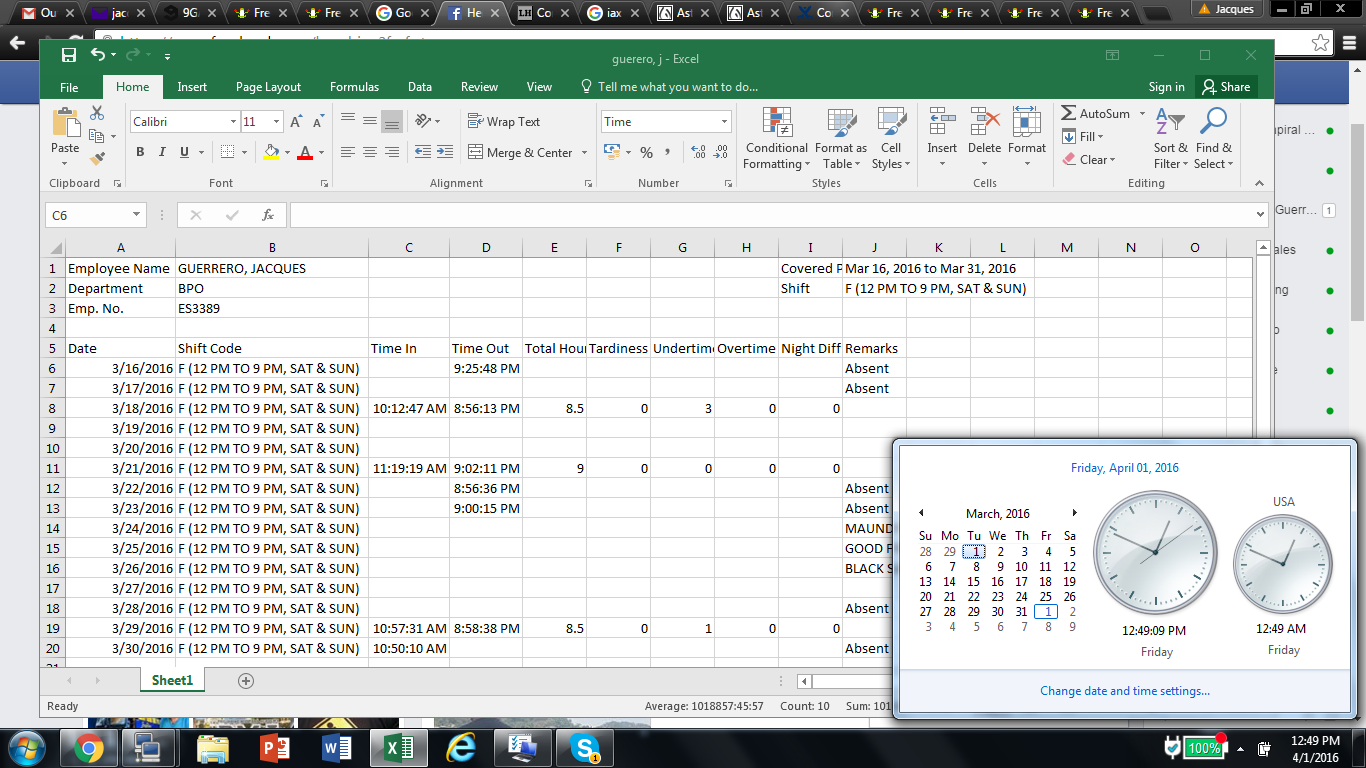 Ou
jac
9G
Fre
Fre
Go
He
Co
iax
Ast
Ast
Co
Fre
Fre
Fre
Fre
Jacques
guerero, j - Excel
File Home Insert Page Layout Formulas Data Review View Tell me what you want to do... Sign in Share
Paste
Calibri 11
B I U
Wrap Text
Merge & Center
Time
Conditional Formatting
Format as Table
Cell Styles
Insert Delete Format
AutoSum
Fill
Clear
Sort & Filter
Find & Select
Clipboard Font Alignment Number Styles Cells Editing
C6
fx
A B C D E F G H I J K L M N O
1 Employee Name GUERRERO, JACQUES Covered P Mar 16, 2016 to Mar 31, 2016
2 Department BPO Shift F (12 PM TO 9 PM, SAT & SUN)
3 Emp. No. ES3389
4
5 Date Shift Code Time In Time Out Total Hour Tardiness Undertime Overtime Night Diff Remarks
6 3/16/2016 F (12 PM TO 9 PM, SAT & SUN) 9:25:48 PM Absent
7 3/17/2016 F (12 PM TO 9 PM, SAT & SUN) Absent
8 3/18/2016 F (12 PM TO 9 PM, SAT & SUN) 10:12:47 AM 8:56:13 PM 8.5 0 3 0 0
9 3/19/2016 F (12 PM TO 9 PM, SAT & SUN)
10 3/20/2016 F (12 PM TO 9 PM, SAT & SUN)
11 3/21/2016 F (12 PM TO 9 PM, SAT & SUN) 11:19:19 AM 9:02:11 PM 9 0 0 0 0
12 3/22/2016 F (12 PM TO 9 PM, SAT & SUN) 8:56:36 PM Absent
13 3/23/2016 F (12 PM TO 9 PM, SAT & SUN) 9:00:15 PM Absent
14 3/24/2016 F (12 PM TO 9 PM, SAT & SUN) MAUND
15 3/25/2016 F (12 PM TO 9 PM, SAT & SUN) GOOD F
16 3/26/2016 F (12 PM TO 9 PM, SAT & SUN) BLACK S
17 3/27/2016 F (12 PM TO 9 PM, SAT & SUN)
18 3/28/2016 F (12 PM TO 9 PM, SAT & SUN) Absent
19 3/29/2016 F (12 PM TO 9 PM, SAT & SUN) 10:57:31 AM 8:58:38 PM 8.5 0 1 0 0
20 3/30/2016 F (12 PM TO 9 PM, SAT & SUN) 10:50:10 AM Absent
Sheet1
Ready Average: 1018857:45:57 Count: 10 Sum: 101
piral ...
Guerr... 1
ales
ng
Friday, April 01, 2016
March, 2016
Su Mo Tu We Th Fr Sa
28 29 1 2 3 4 5
6 7 8 9 10 11 12
13 14 15 16 17 18 19
20 21 22 23 24 25 26
27 28 29 30 31 1 2
3 4 5 6 7 8 9
12:49:09 PM
Friday
USA
12:49 AM
Friday
Change date and time settings...
100%
12:49 PM
4/1/2016